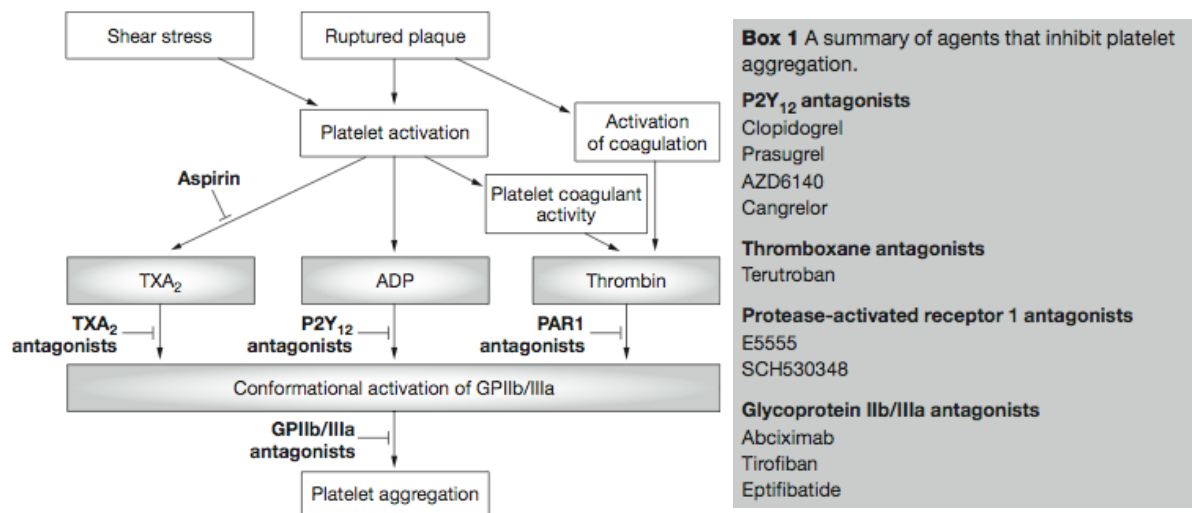 Shear stress
Ruptured plaque
Platelet activation
Activation
of coagulation
Aspirin
Platelet coagulant
activity
TXA₂
ADP
Thrombin
TXA₂
antagonists
P2Y₁₂
antagonists
PAR1
antagonists
Conformational activation of GPIIb/IIIa
GPIIb/IIIa
antagonists
Platelet aggregation
Box 1 A summary of agents that inhibit platelet
aggregation.
P2Y₁₂ antagonists
Clopidogrel
Prasugrel
AZD6140
Cangrelor
Thromboxane antagonists
Terutroban
Protease-activated receptor 1 antagonists
E5555
SCH530348
Glycoprotein IIb/IIIa antagonists
Abciximab
Tirofiban
Eptifibatide